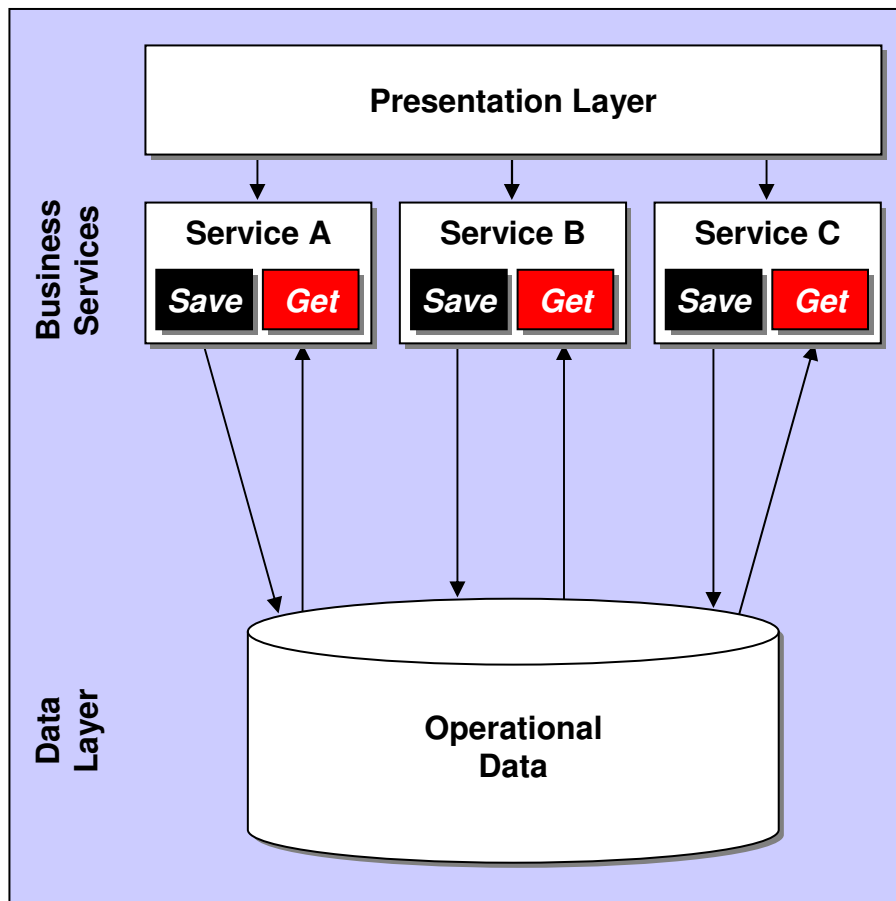 Presentation Layer
Business
Services
Service A
Save
Get
Service B
Save
Get
Service C
Save
Get
Data
Layer
Operational
Data